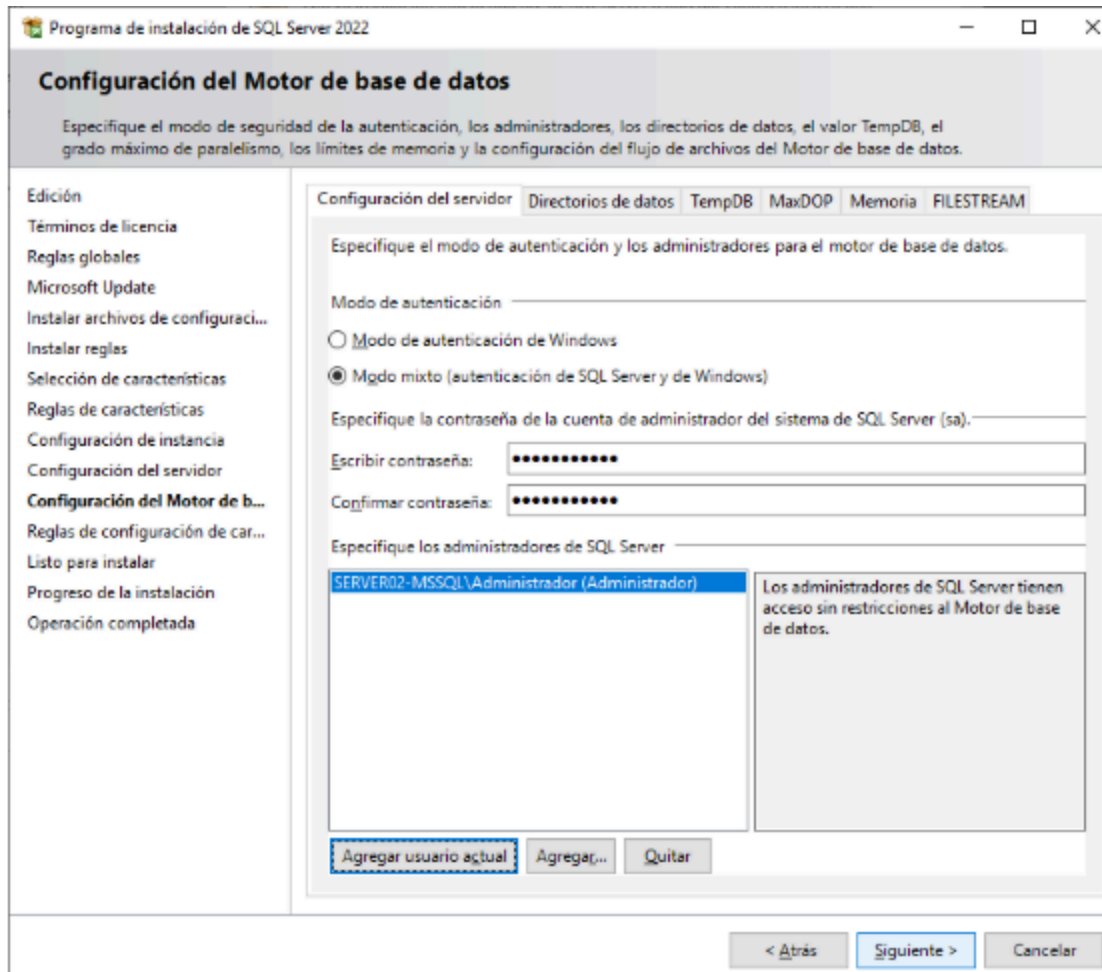 Programa de instalación de SQL Server 2022
Configuración del Motor de base de datos
Especifique el modo de seguridad de la autenticación, los administradores, los directorios de datos, el valor TempDB, el
grado máximo de paralelismo, los límites de memoria y la configuración del flujo de archivos del Motor de base de datos.
Edición
Términos de licencia
Reglas globales
Microsoft Update
Instalar archivos de configuraci...
Instalar reglas
Selección de características
Reglas de características
Configuración de instancia
Configuración del servidor
Configuración del Motor de b...
Reglas de configuración de car...
Listo para instalar
Progreso de la instalación
Operación completada
Configuración del servidor Directorios de datos TempDB MaxDOP Memoria FILESTREAM
Especifique el modo de autenticación y los administradores para el motor de base de datos.
Modo de autenticación
Modo de autenticación de Windows
Modo mixto (autenticación de SQL Server y de Windows)
Especifique la contraseña de la cuenta de administrador del sistema de SQL Server (sa).
Escribir contraseña: ●●●●●●●●●●●
Confirmar contraseña: ●●●●●●●●●●●
Especifique los administradores de SQL Server
SERVER02-MSSQL\Administrador (Administrador)
Los administradores de SQL Server tienen
acceso sin restricciones al Motor de base
de datos.
Agregar usuario actual Agregar... Quitar
< Atrás Siguiente > Cancelar